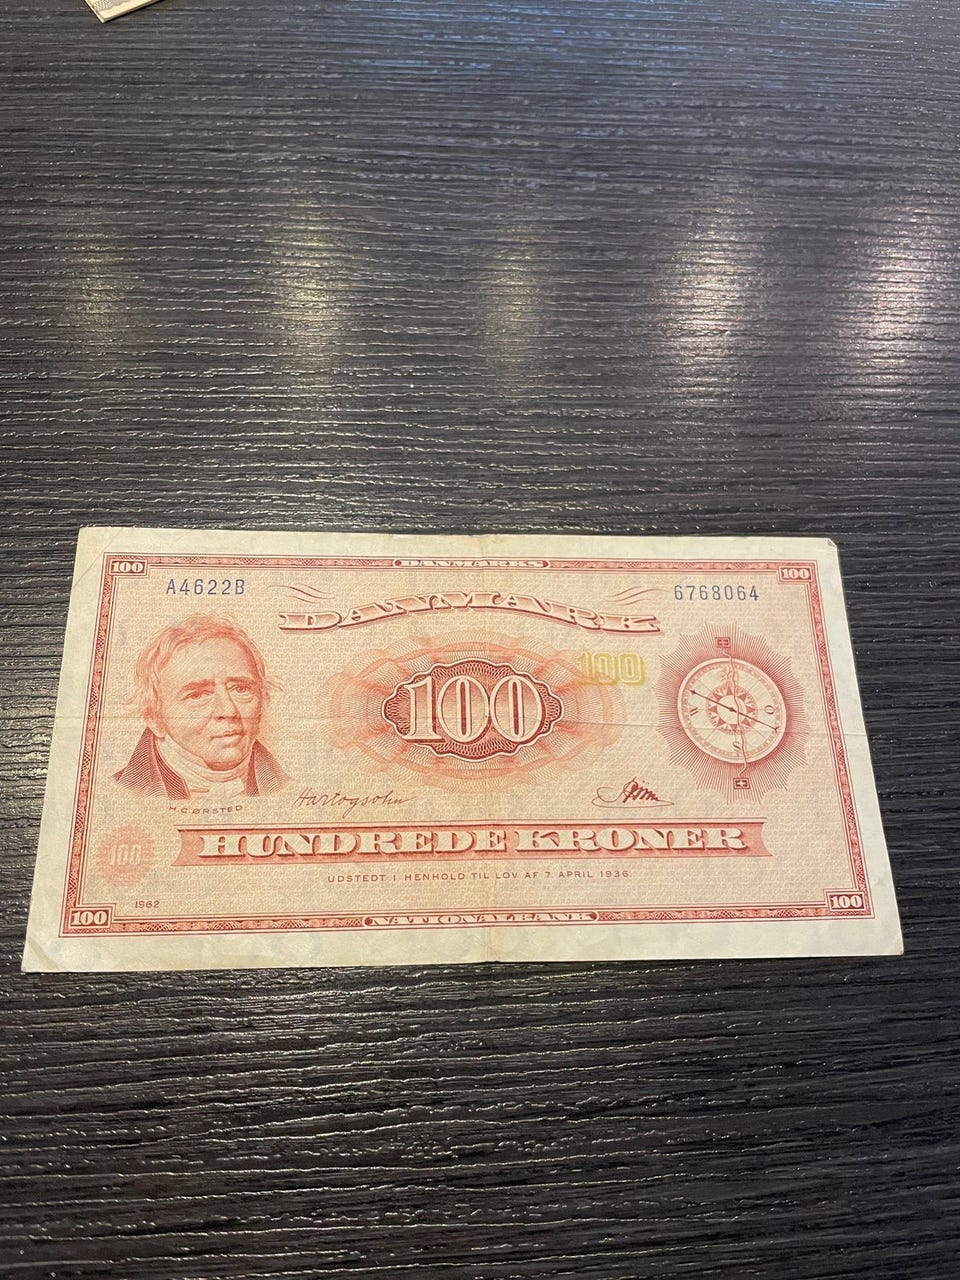 100 DANMARKS 100
A4622B 6768064
DANMARK
100
100
W O
S
H.C.ØRSTED Hartogsohn
HUNDREDE KRONER
100
UDSTEDT I HENHOLD TIL LOV AF 7. APRIL 1936.
1962
100 NATIONALBANK 100